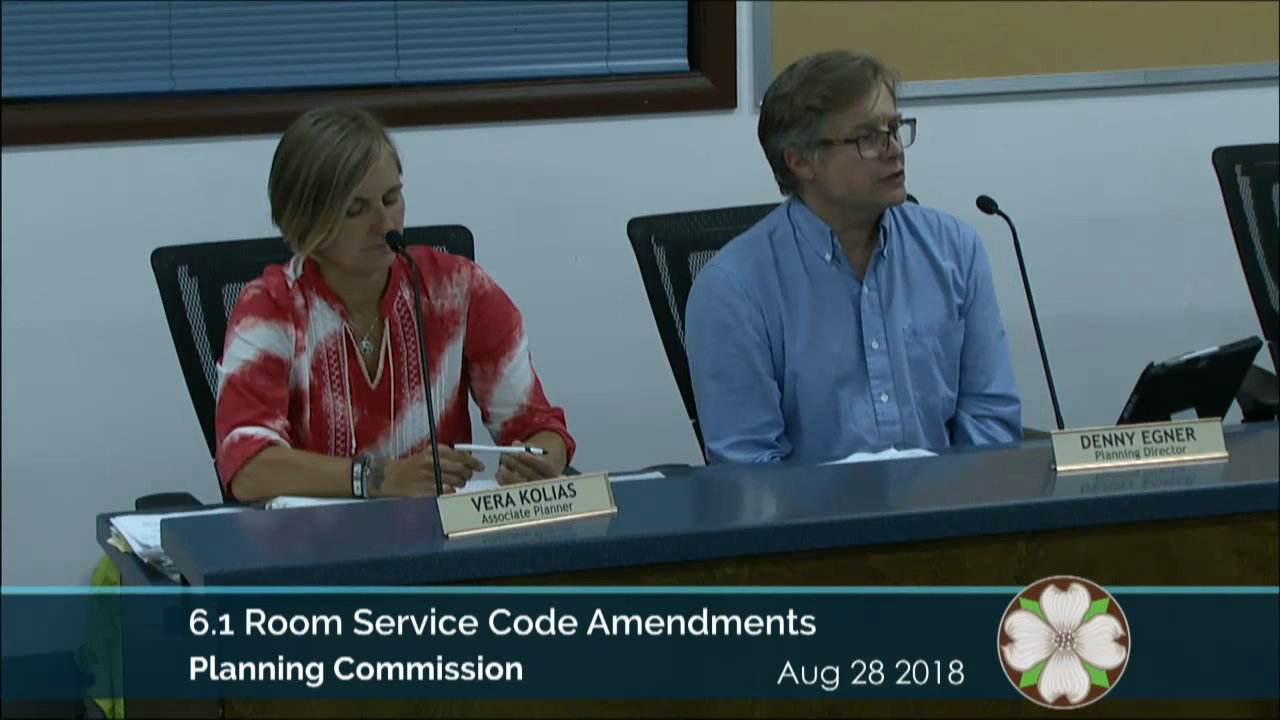 DENNY EGNER
Planning Director
VERA KOLIAS
Associate Planner
6.1 Room Service Code Amendments
Planning Commission
Aug 28 2018